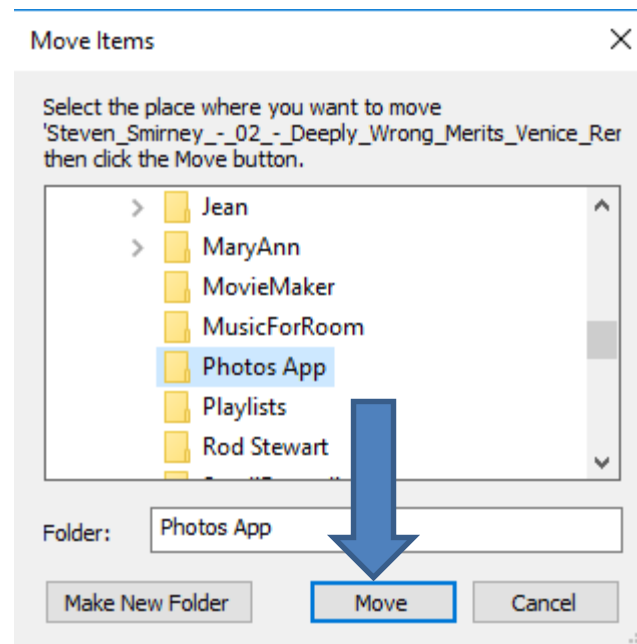 Move Items
Select the place where you want to move
'Steven_Smirney_-_02_-_Deeply_Wrong_Merits_Venice_Rer
then click the Move button.
Jean
MaryAnn
MovieMaker
MusicForRoom
Photos App
Playlists
Rod Stewart
Folder: Photos App
Make New Folder Move Cancel